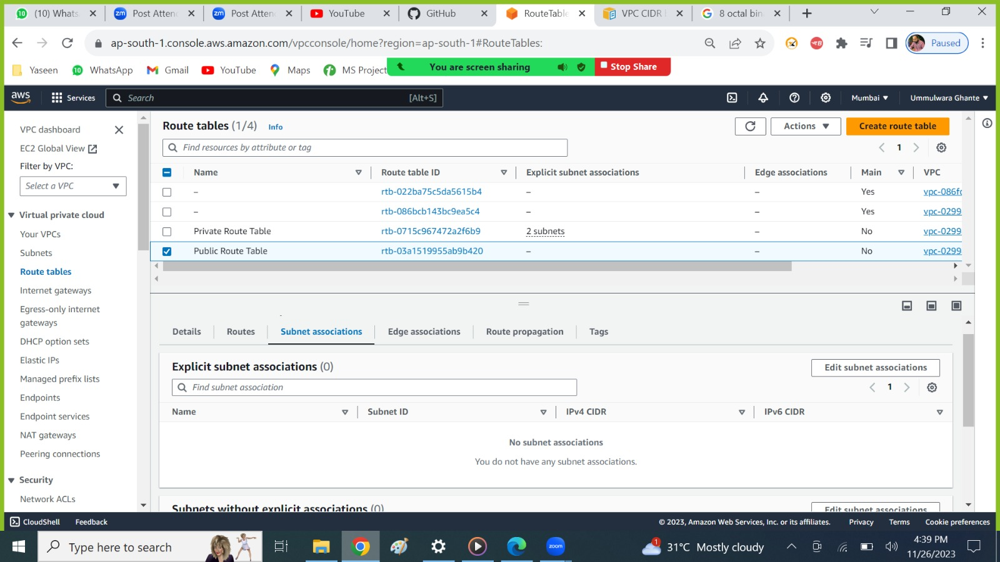 (10) Whats
Post Atten
Post Atten
YouTube
GitHub
RouteTable
VPC CIDR
8 octal bin
ap-south-1.console.aws.amazon.com/vpcconsole/home?region=ap-south-1#RouteTables:
Paused
Yaseen
WhatsApp
Gmail
YouTube
Maps
MS Project
You are screen sharing
Stop Share
aws
Services
Search
[Alt+S]
Mumbai
Ummulwara Ghante
VPC dashboard
EC2 Global View
Filter by VPC:
Select a VPC
Virtual private cloud
Your VPCs
Subnets
Route tables
Internet gateways
Egress-only internet
gateways
DHCP option sets
Elastic IPs
Managed prefix lists
Endpoints
Endpoint services
NAT gateways
Peering connections
Security
Network ACLs
Route tables (1/4) Info
Actions
Create route table
Find resources by attribute or tag
1
Name Route table ID Explicit subnet associations Edge associations Main VPC
– rtb-022ba75c5da5615b4 – – Yes vpc-086fc
– rtb-086bcb143bc9ea5c4 – – Yes vpc-0299
Private Route Table rtb-0715c967472a2f6b9 2 subnets – No vpc-0299
Public Route Table rtb-03a1519955ab9b420 – – No vpc-0299
Details Routes Subnet associations Edge associations Route propagation Tags
Explicit subnet associations (0)
Edit subnet associations
Find subnet association
1
Name Subnet ID IPv4 CIDR IPv6 CIDR
No subnet associations
You do not have any subnet associations.
Subnets without explicit associations (0)
Edit subnet associations
CloudShell Feedback
© 2023, Amazon Web Services, Inc. or its affiliates. Privacy Terms Cookie preferences
Type here to search
zoom
1
31°C Mostly cloudy
4:39 PM
11/26/2023